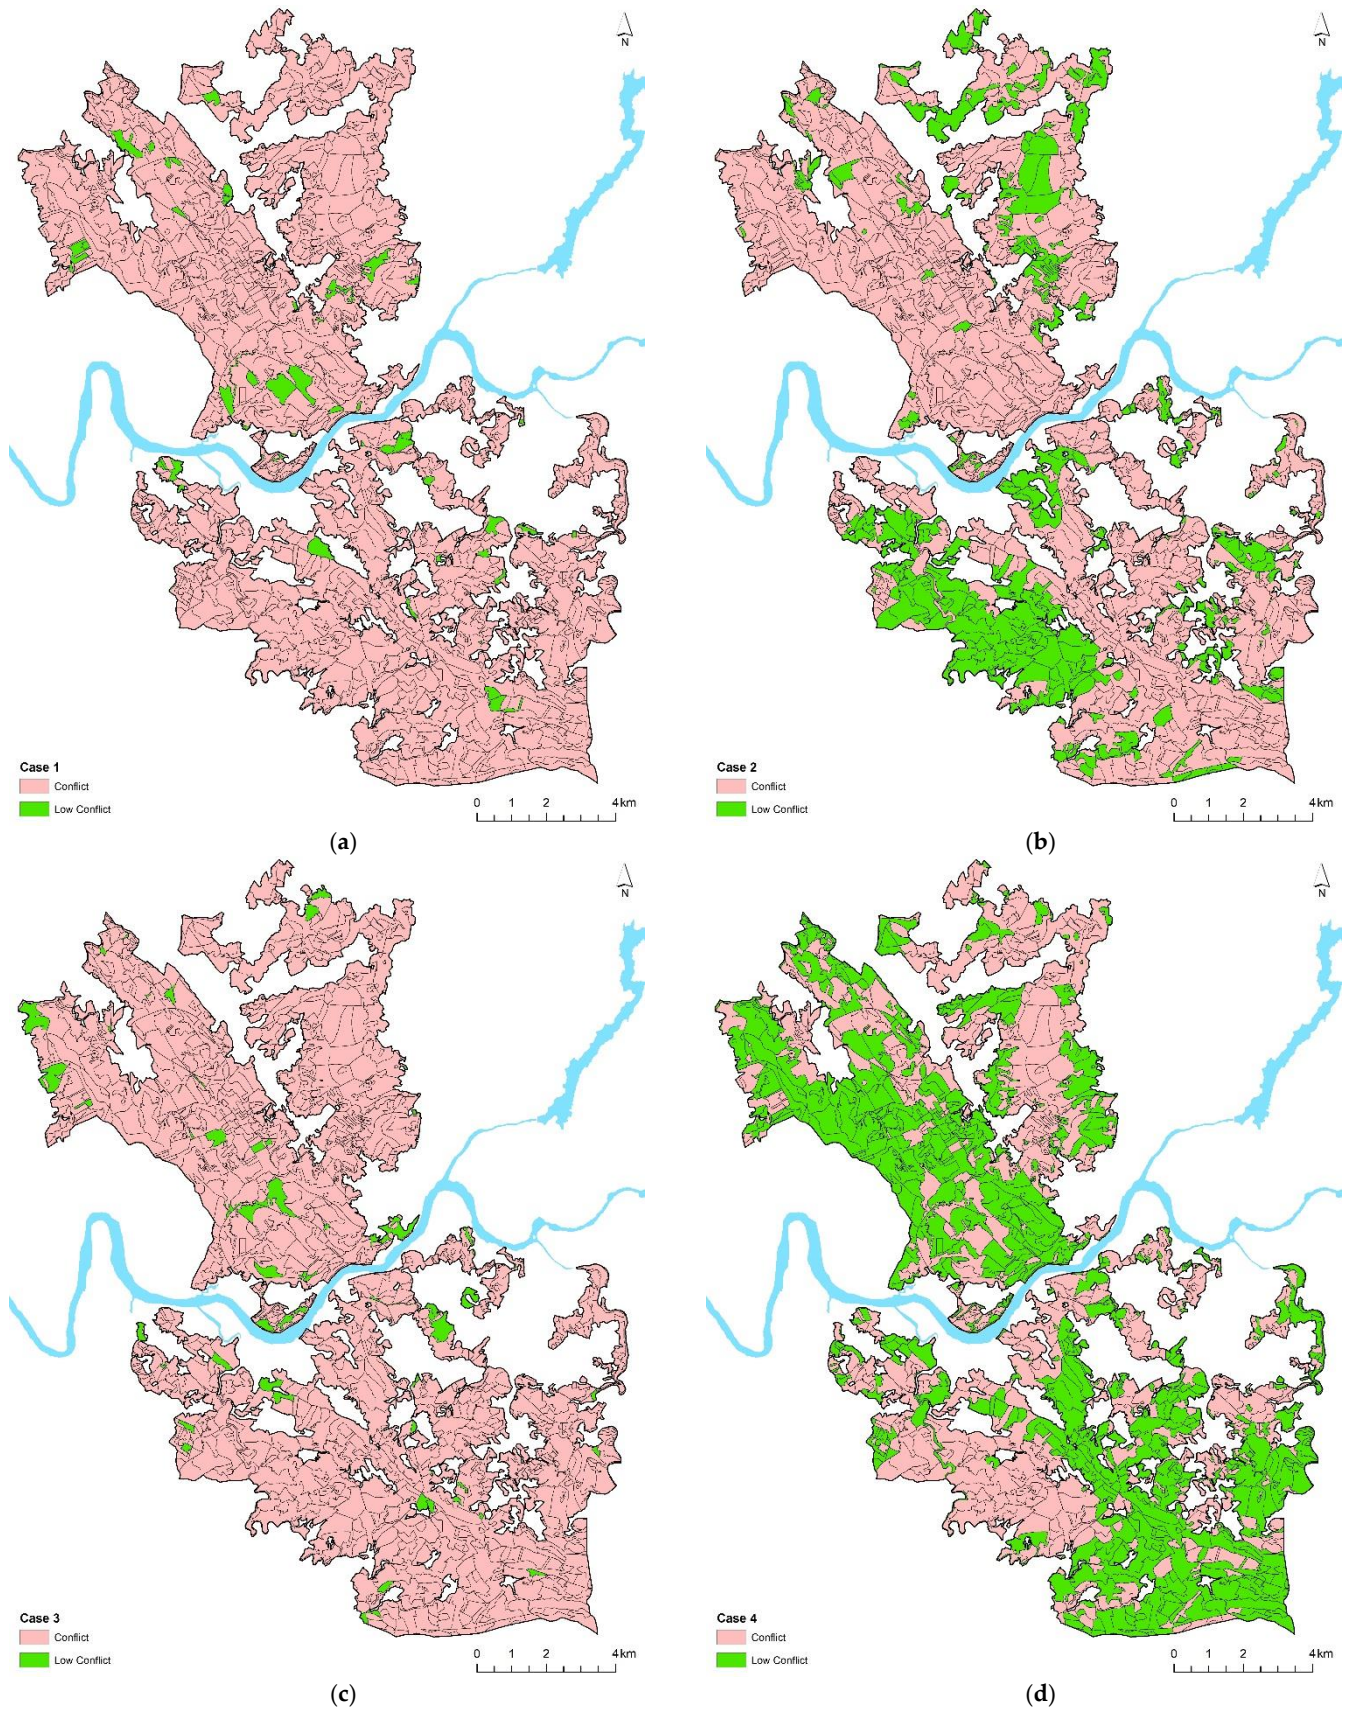 N
Case 1
Conflict
Low Conflict
0 1 2 4 km
(a)
N
Case 2
Conflict
Low Conflict
0 1 2 4 km
(b)
N
Case 3
Conflict
Low Conflict
0 1 2 4 km
(c)
N
Case 4
Conflict
Low Conflict
0 1 2 4 km
(d)